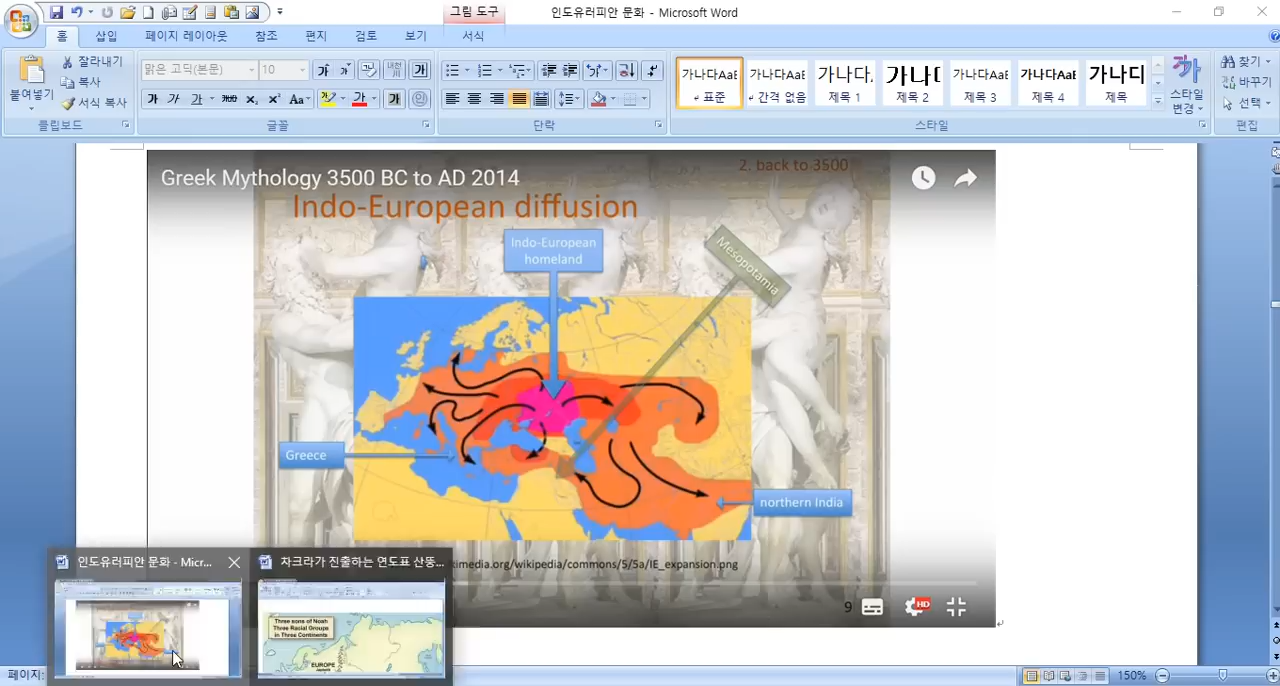 그림 도구
인도유러피안 문화 - Microsoft Word
홈
삽입
페이지 레이아웃
참조
편지
검토
보기
서식
붙여넣기
잘라내기
복사
서식 복사
클립보드
맑은 고딕(본문)
10
가
가
가
Aa
글꼴
단락
가나다AaB
표준
가나다AaB
간격 없음
가나다,
제목 1
제목 2
가나다AaB
제목 3
가나다AaB
제목 4
가나다
제목
스타일 변경
스타일
찾기
바꾸기
선택
편집
Greek Mythology 3500 BC to AD 2014
2. back to 3500
Indo-European diffusion
Indo-European
homeland
Mesopotamia
Greece
northern India
kimedia.org/wikipedia/commons/5/5a/IE_expansion.png
9
HD
인도유러피안 문화 - Micr...
차크라가 진출하는 연도표 산뚱...
Three sons of Noah
Three Racial Groups
in Three Continents
EUROPE
페이지:
150%